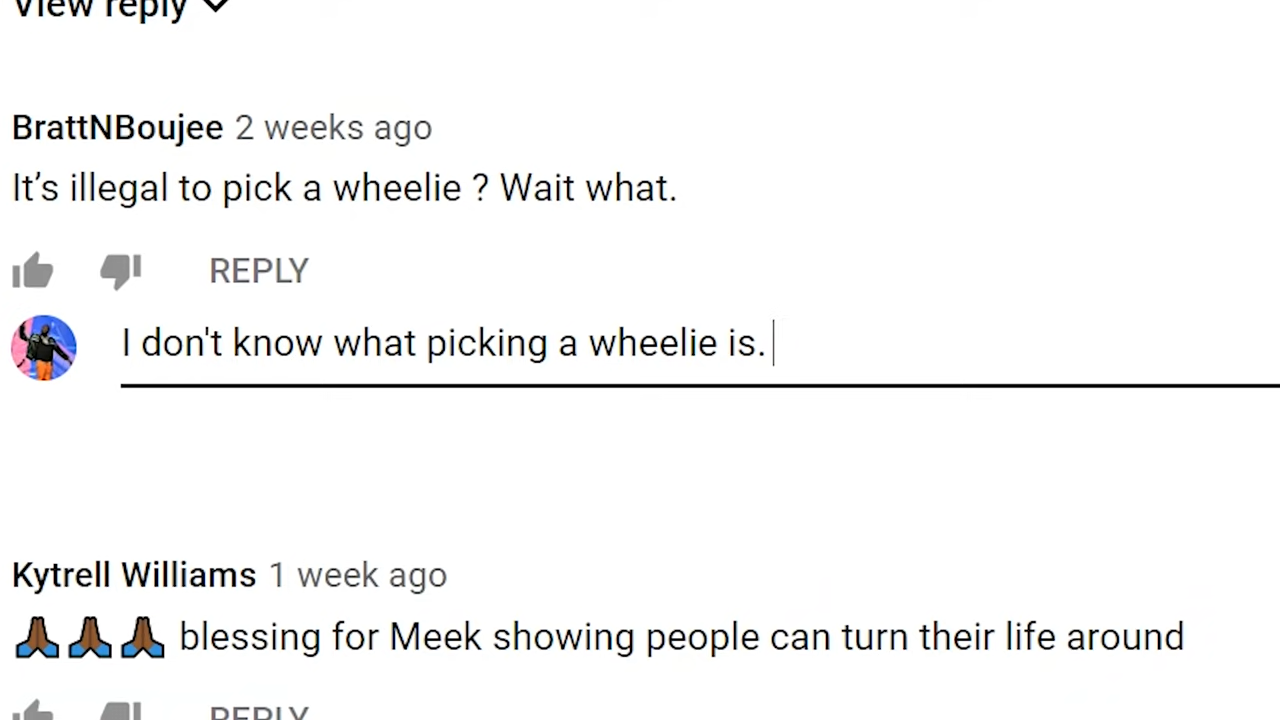 View reply
BrattNBoujee 2 weeks ago
It’s illegal to pick a wheelie ? Wait what.
REPLY
I don't know what picking a wheelie is.
Kytrell Williams 1 week ago
🙏🏾🙏🏾🙏🏾 blessing for Meek showing people can turn their life around
REPLY